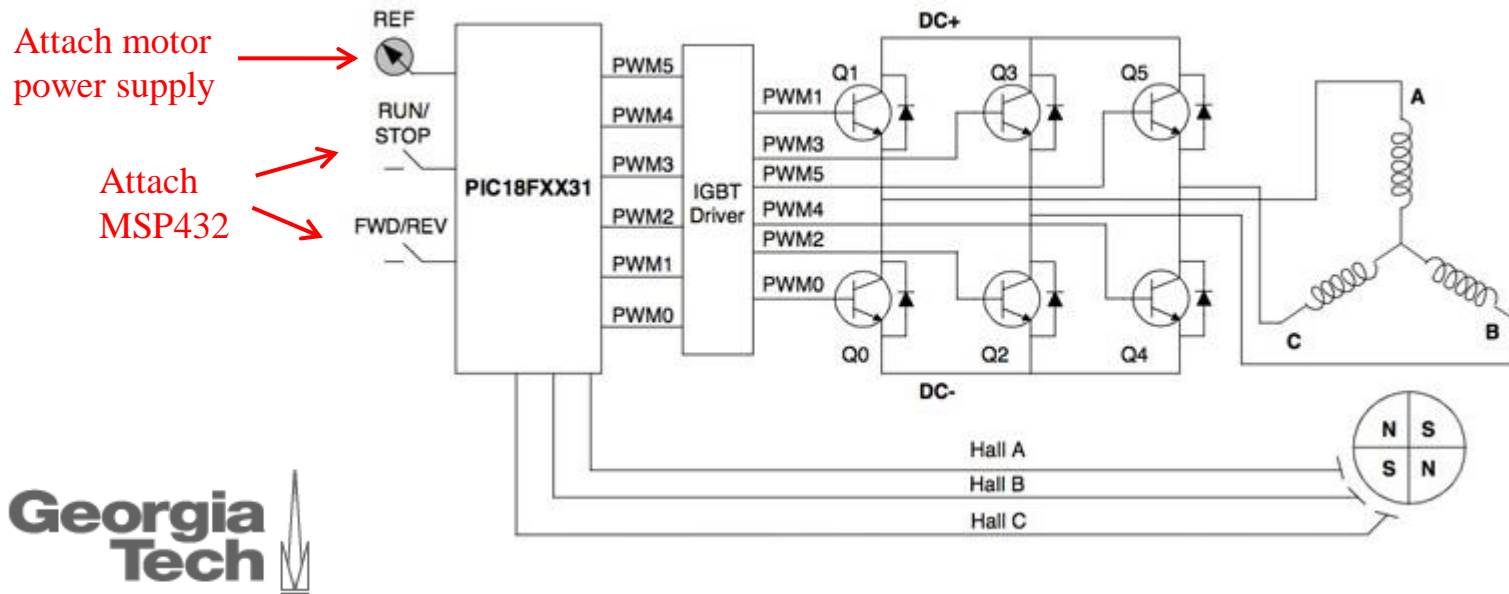 Attach motor
power supply
Attach
MSP432
REF
RUN/
STOP
FWD/REV
PIC18FXX31
PWM5
PWM4
PWM3
PWM2
PWM1
PWM0
IGBT
Driver
PWM1
PWM3
PWM5
PWM4
PWM2
PWM0
DC+
Q1
Q3
Q5
Q0
Q2
Q4
DC-
A
C
B
N S
S N
Hall A
Hall B
Hall C
Georgia
Tech